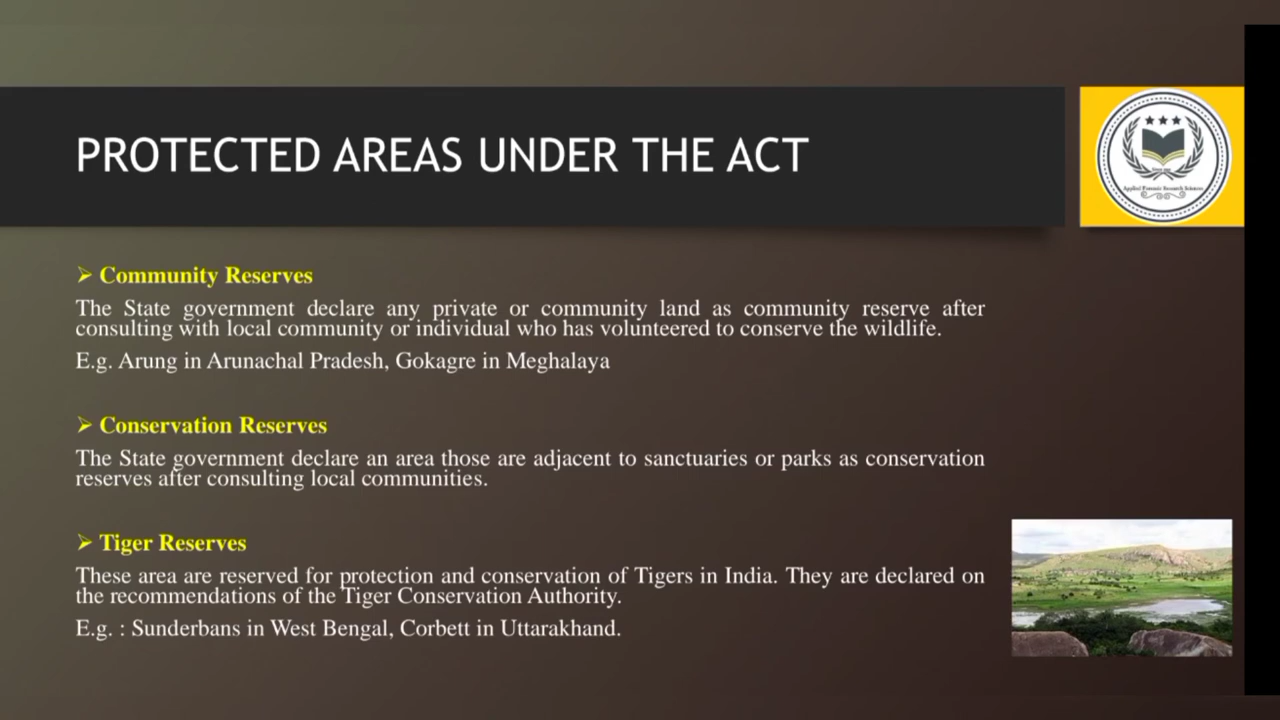 PROTECTED AREAS UNDER THE ACT
Applied Forensic Research Sciences
➢ Community Reserves
The State government declare any private or community land as community reserve after
consulting with local community or individual who has volunteered to conserve the wildlife.
E.g. Arung in Arunachal Pradesh, Gokagre in Meghalaya
➢ Conservation Reserves
The State government declare an area those are adjacent to sanctuaries or parks as conservation
reserves after consulting local communities.
➢ Tiger Reserves
These area are reserved for protection and conservation of Tigers in India. They are declared on
the recommendations of the Tiger Conservation Authority.
E.g. : Sunderbans in West Bengal, Corbett in Uttarakhand.